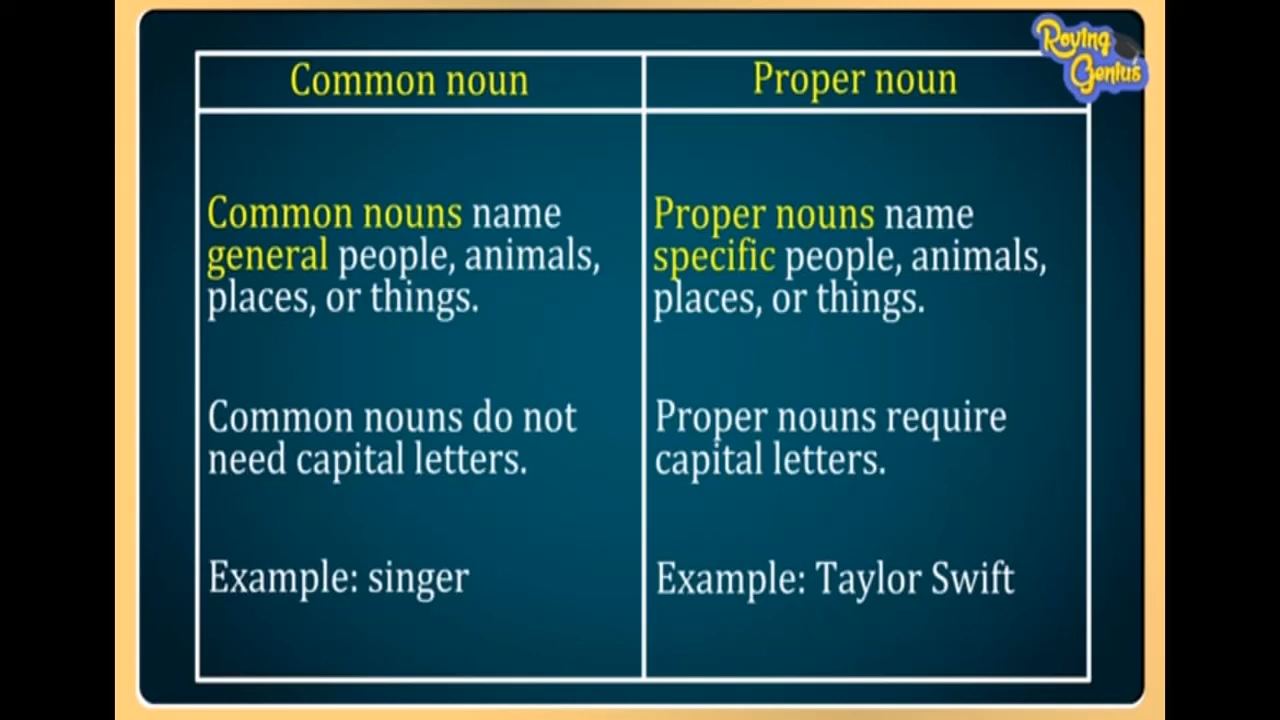 Roving
Genius
Common noun
Proper noun
Common nouns name
general people, animals,
places, or things.
Proper nouns name
specific people, animals,
places, or things.
Common nouns do not
need capital letters.
Proper nouns require
capital letters.
Example: singer
Example: Taylor Swift